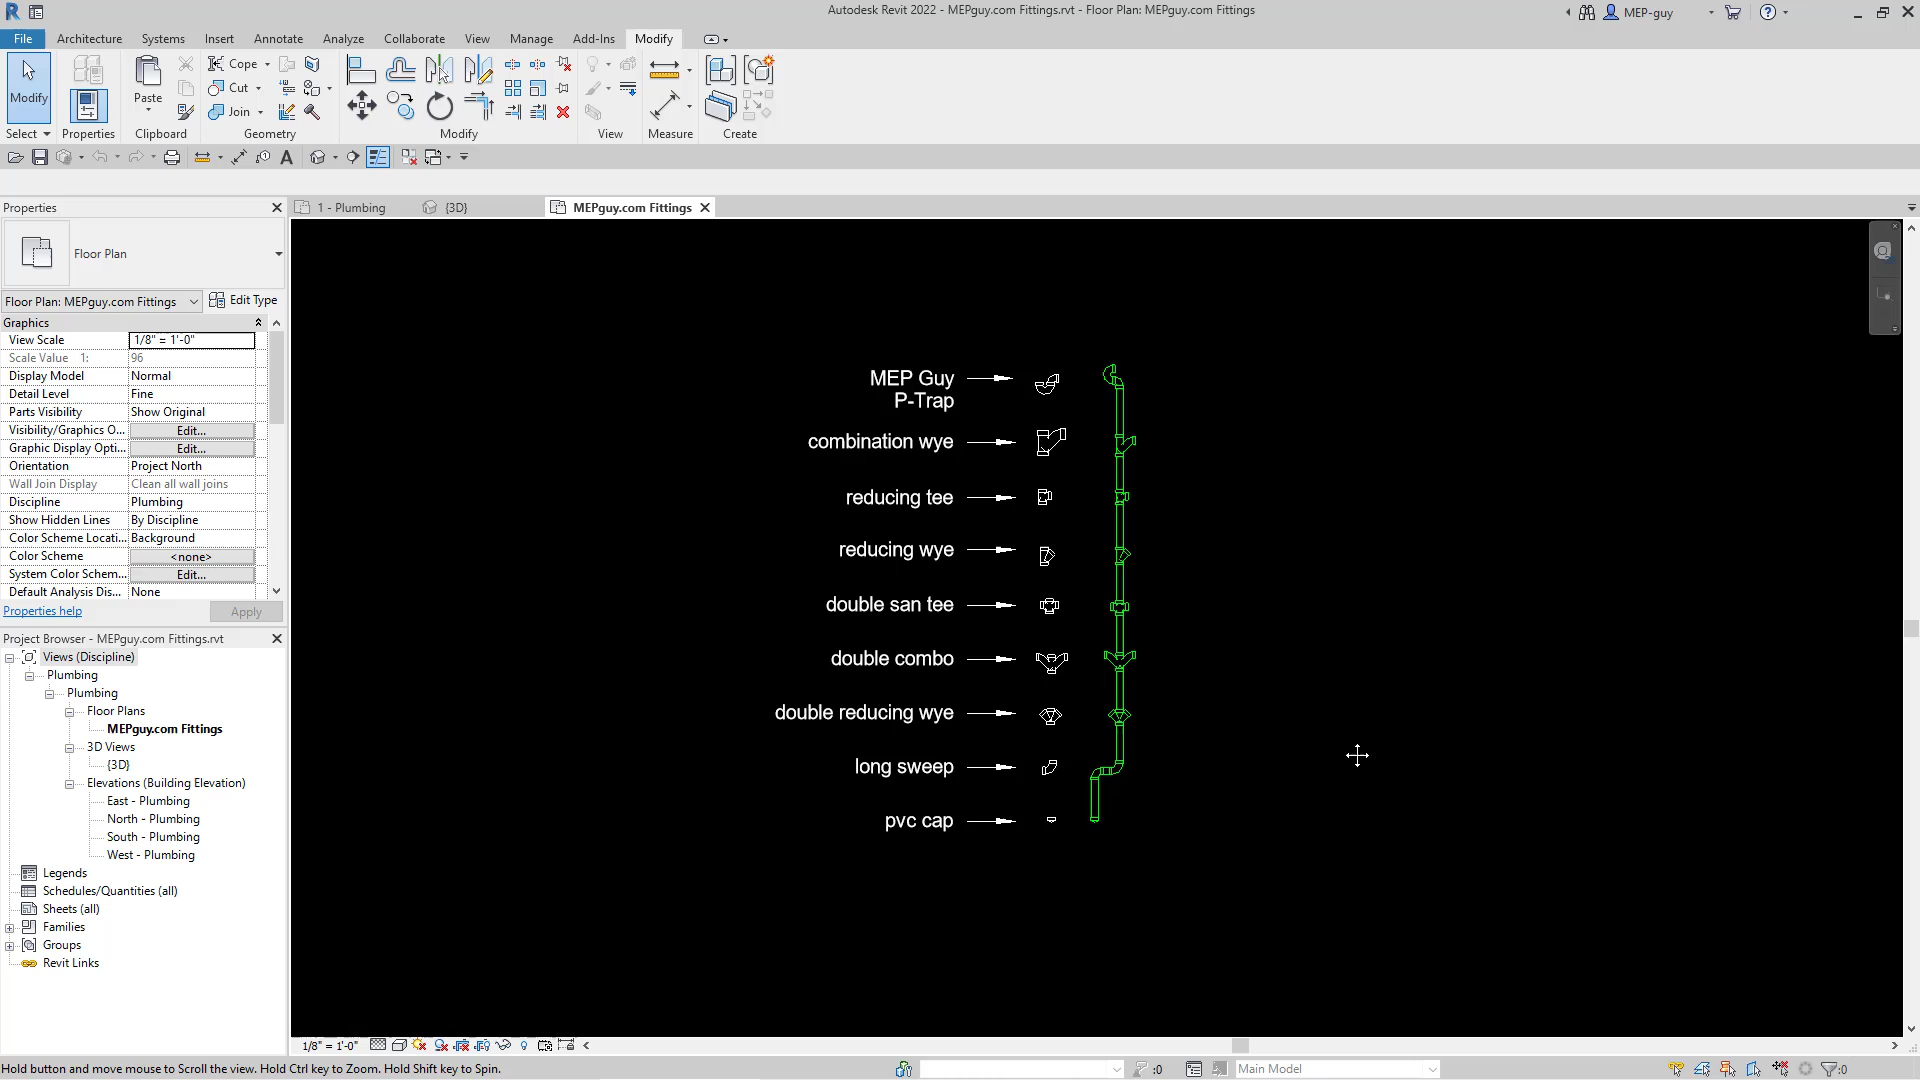 Autodesk Revit 2022 - MEPguy.com Fittings.rvt - Floor Plan: MEPguy.com Fittings
MEP-guy
File Architecture Systems Insert Annotate Analyze Collaborate View Manage Add-Ins Modify
Modify
Paste
Cope
Cut
Join
Select Properties Clipboard Geometry Modify View Measure Create
Properties
1 - Plumbing {3D} MEPguy.com Fittings
Floor Plan
Floor Plan: MEPguy.com Fittings Edit Type
Graphics
View Scale 1/8" = 1'-0"
Scale Value 1: 96
Display Model Normal
Detail Level Fine
Parts Visibility Show Original
Visibility/Graphics O... Edit...
Graphic Display Opti... Edit...
Orientation Project North
Wall Join Display Clean all wall joins
Discipline Plumbing
Show Hidden Lines By Discipline
Color Scheme Locati... Background
Color Scheme <none>
System Color Schem... Edit...
Default Analysis Dis... None
Properties help Apply
Project Browser - MEPguy.com Fittings.rvt
Views (Discipline)
Plumbing
Plumbing
Floor Plans
MEPguy.com Fittings
3D Views
{3D}
Elevations (Building Elevation)
East - Plumbing
North - Plumbing
South - Plumbing
West - Plumbing
Legends
Schedules/Quantities (all)
Sheets (all)
Families
Groups
Revit Links
MEP Guy
P-Trap
combination wye
reducing tee
reducing wye
double san tee
double combo
double reducing wye
long sweep
pvc cap
1/8" = 1'-0"
Hold button and move mouse to Scroll the view. Hold Ctrl key to Zoom. Hold Shift key to Spin.
:0
Main Model
:0